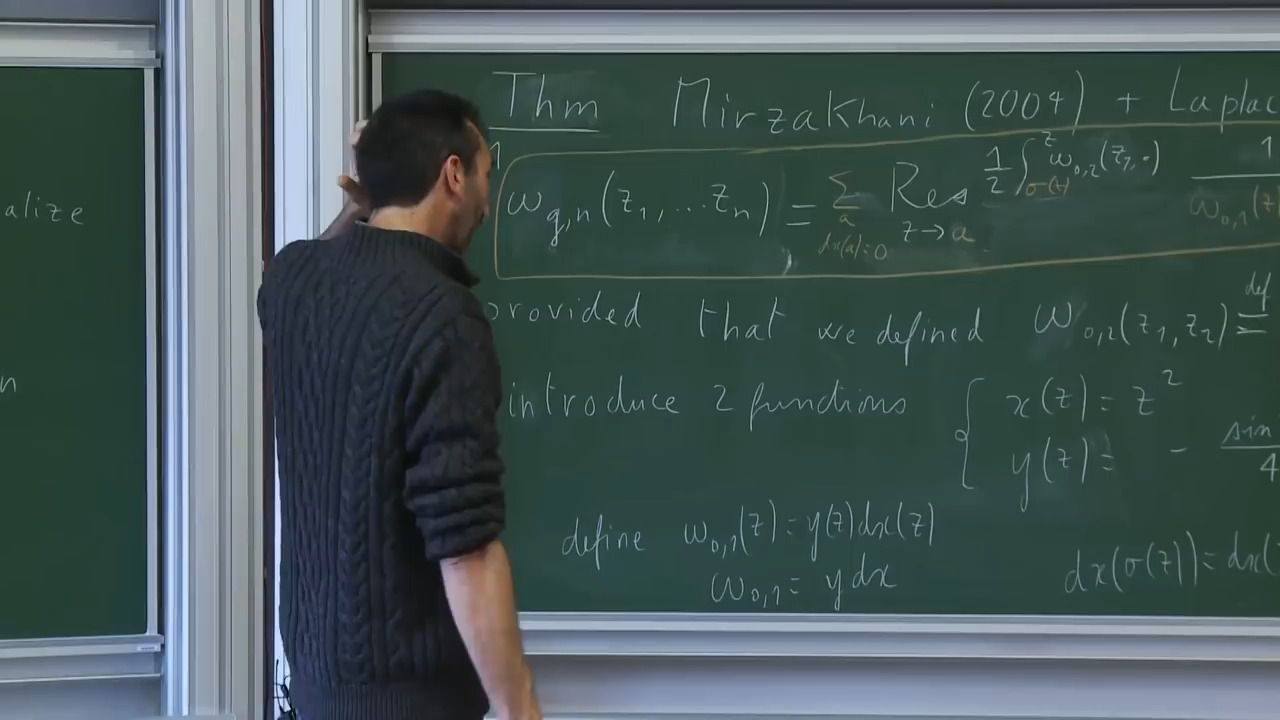 alize
n
Thm Mirzakhani (2004) + Laplac
1
ω_{g,n}(z_1, ... z_n) = Σ_{a dx(a)=0} Res_{z→a} 1/2 ∫_{σ(z)}^{z} ω_{0,2}(z_1, ·) 1/ω_{0,1}(z
provided that we defined ω_{0,2}(z_1, z_2) def=
introduce 2 functions { x(z) = z^2
y(z) = - sin/4
define ω_{0,1}(z) = y(z)dx(z)
ω_{0,1} = y dx
dx(σ(z)) = dx(